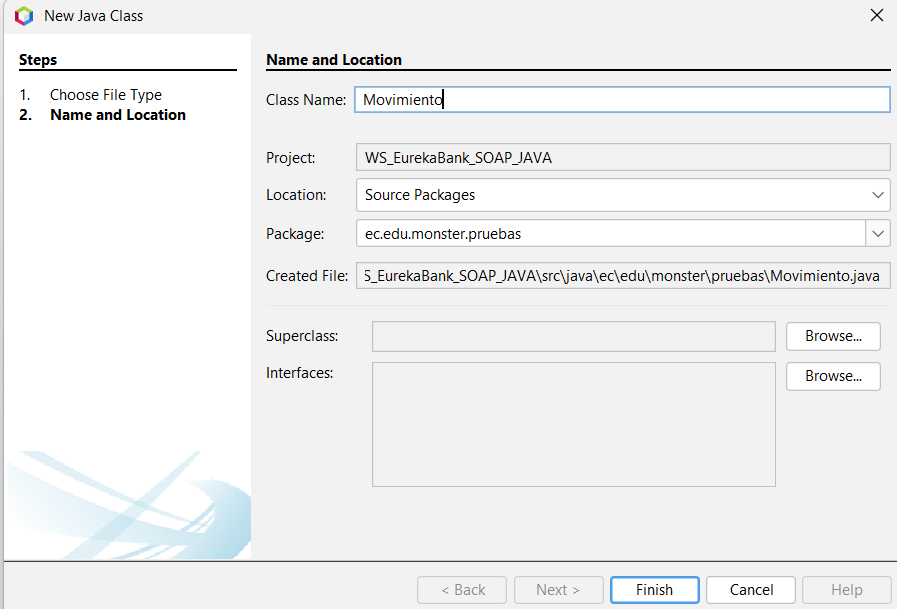 New Java Class
Steps
1. Choose File Type
2. Name and Location
Name and Location
Class Name: Movimiento
Project: WS_EurekaBank_SOAP_JAVA
Location: Source Packages
Package: ec.edu.monster.pruebas
Created File: S_EurekaBank_SOAP_JAVA\src\java\ec\edu\monster\pruebas\Movimiento.java
Superclass: Browse...
Interfaces: Browse...
< Back Next > Finish Cancel Help